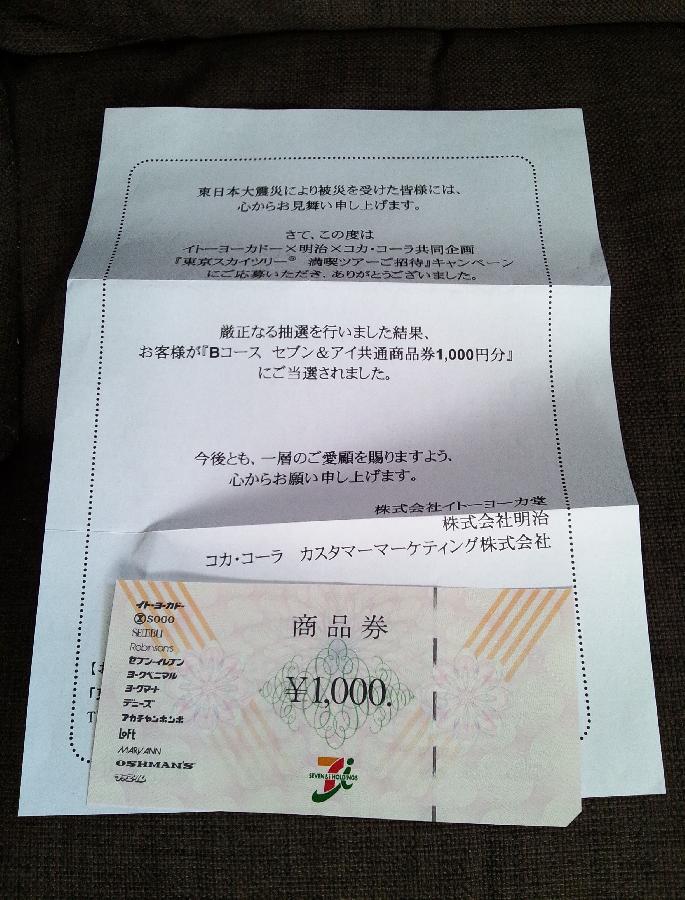 東日本大震災により被災を受けた皆様には、
心からお見舞い申し上げます。
さて、この度は
イトーヨーカドー×明治×コカ・コーラ共同企画
『東京スカイツリー® 満喫ツアーご招待』キャンペーン
にご応募いただき、ありがとうございました。
厳正なる抽選を行いました結果、
お客様が『Bコース セブン＆アイ共通商品券1,000円分』
にご当選されました。
今後とも、一層のご愛顧を賜りますよう、
心からお願い申し上げます。
株式会社イトーヨーカ堂
株式会社明治
コカ・コーラ カスタマーマーケティング株式会社
イトーヨーカドー
SOGO
SEIBU
Robinson's
セブン-イレブン
ヨークベニマル
ヨークマート
デニーズ
アカチャンホンポ
LOFT
MARY ANN
OSHMAN'S
商品券
¥1,000.
SEVEN & i HOLDINGS